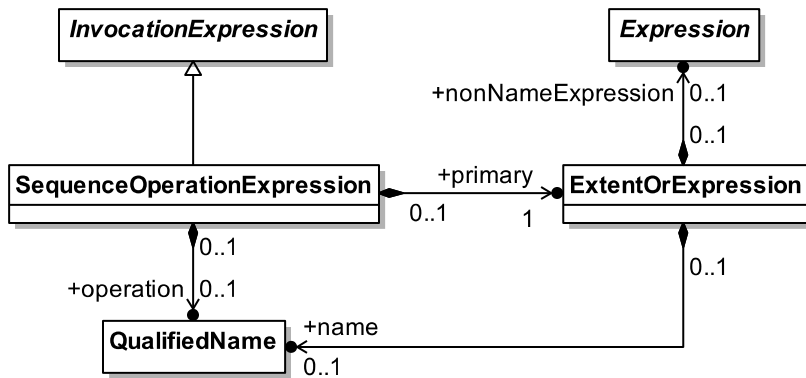 InvocationExpression
Expression
+nonNameExpression
0..1
0..1
SequenceOperationExpression
+primary
0..1
1
ExtentOrExpression
0..1
+operation
0..1
0..1
QualifiedName
+name
0..1